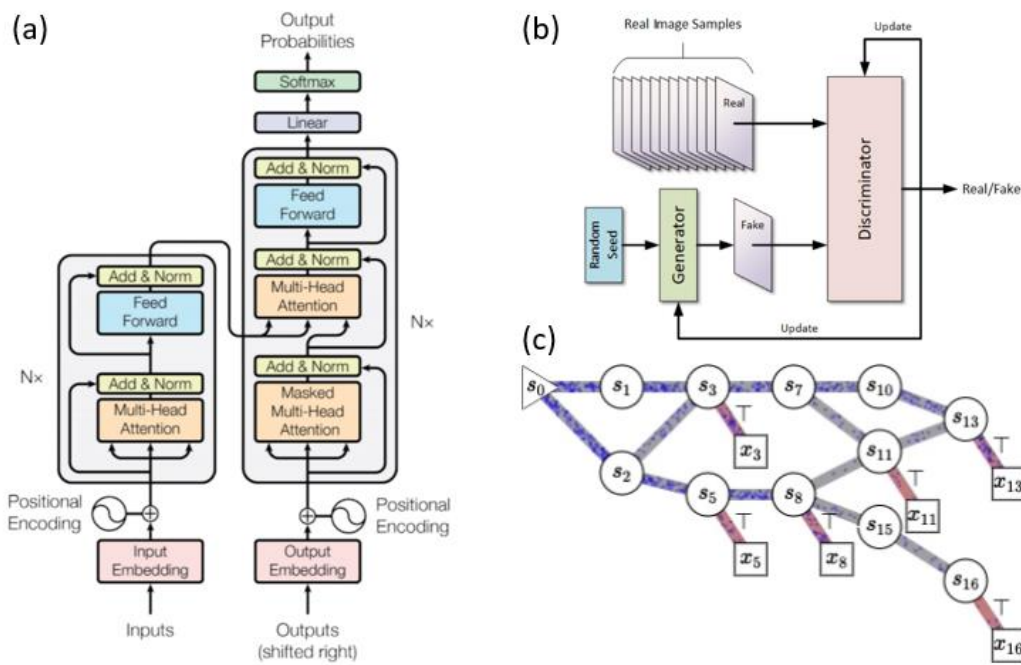 (a)
Output
Probabilities
Softmax
Linear
Add & Norm
Feed
Forward
Add & Norm
Multi-Head
Attention
Add & Norm
Feed
Forward
N×
N×
Add & Norm
Multi-Head
Attention
Add & Norm
Masked
Multi-Head
Attention
Positional
Encoding
Positional
Encoding
Input
Embedding
Output
Embedding
Inputs
Outputs
(shifted right)
(b)
Real Image Samples
Update
Real
Discriminator
Real/Fake
Random
Seed
Generator
Fake
Update
(c)
s0
s1
s3
s7
s10
s13
s2
s5
s8
s11
s15
s16
⊤
x3
⊤
x13
⊤
x11
⊤
x5
⊤
x8
⊤
x16